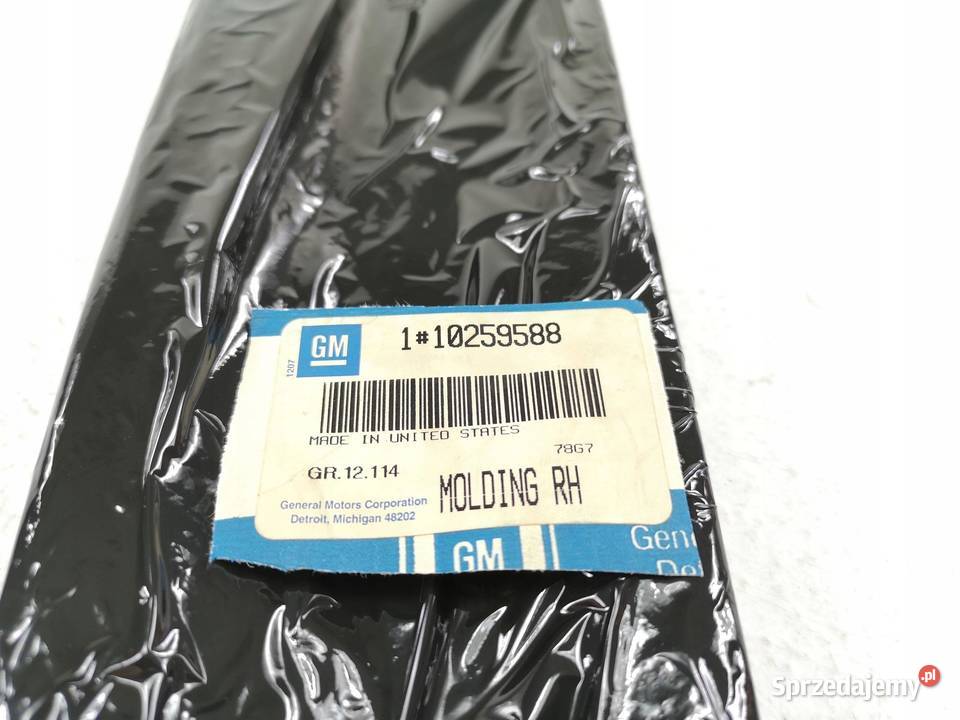 GM
1#10259588
1207
MADE IN UNITED STATES
78G7
GR.12.114
MOLDING RH
General Motors Corporation
Detroit, Michigan 48202
GM
Sprzedajemy.pl